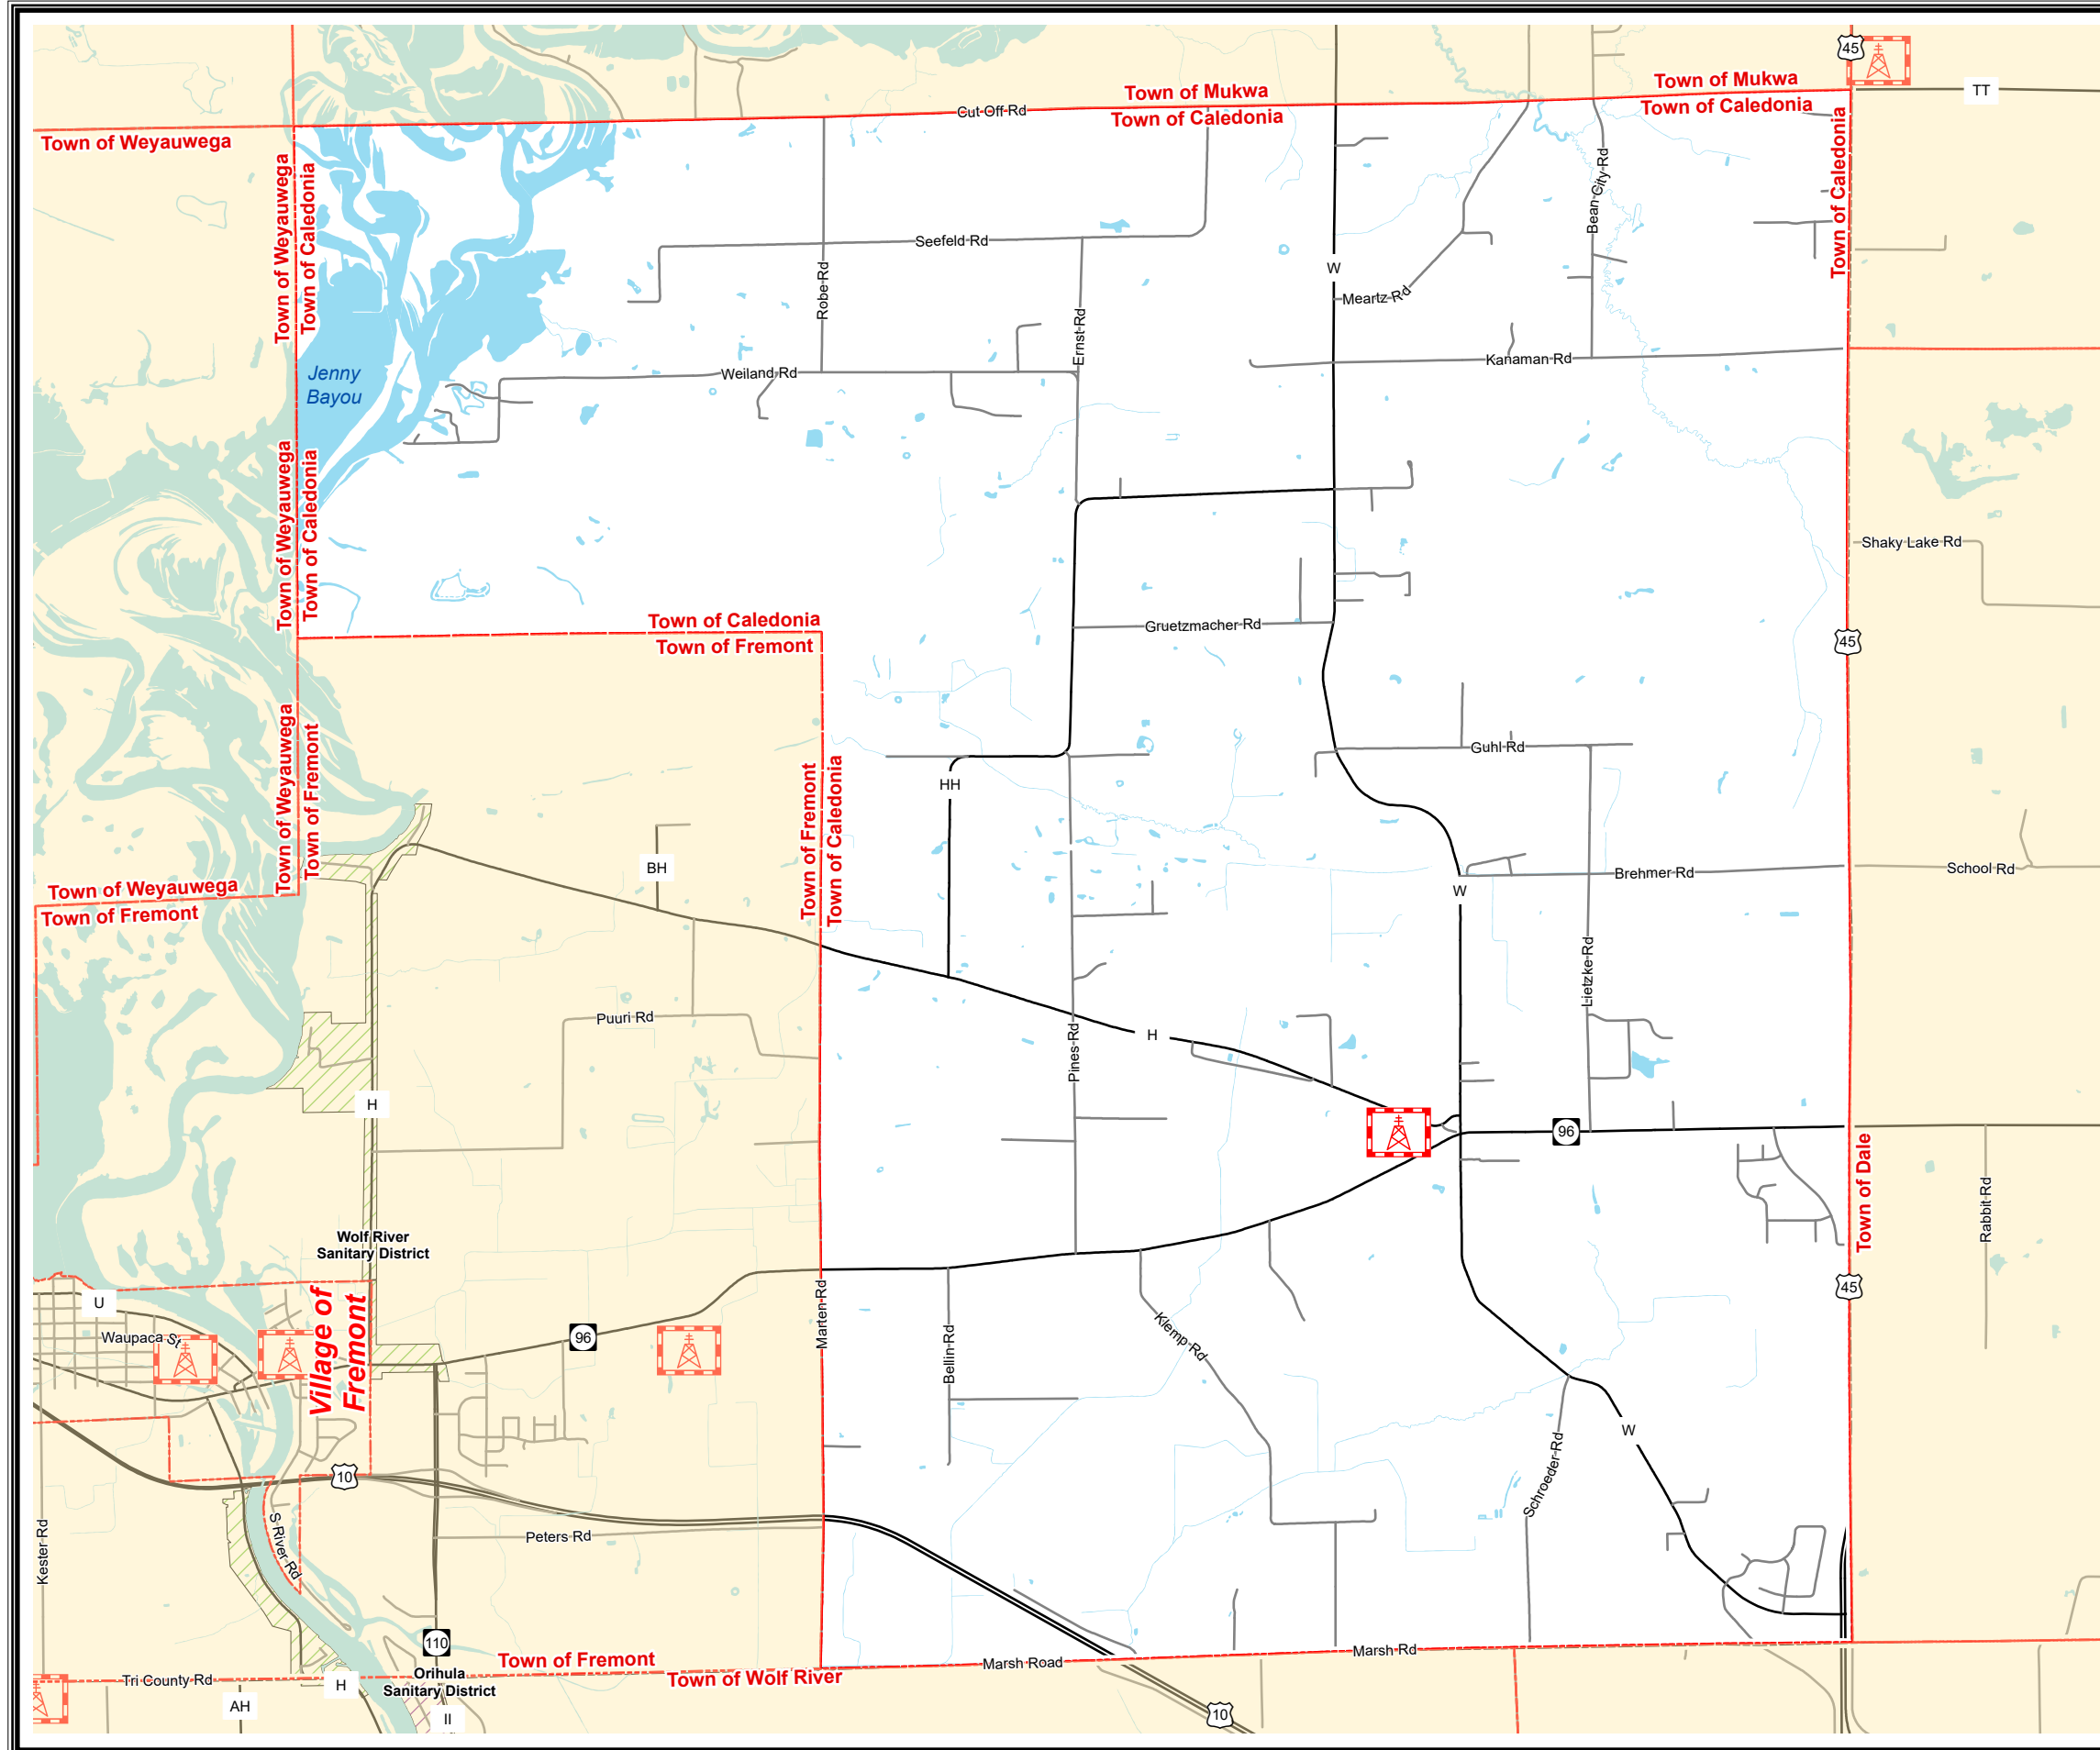 45
Town of Mukwa
Town of Mukwa
TT
Cut Off Rd
Town of Caledonia
Town of Caledonia
Town of Weyauwega
Town of Weyauwega
Town of Caledonia
Town of Caledonia
Bean-City-Rd
Seefeld Rd
Robe-Rd
W
Meartz-Rd
Ernst-Rd
Kanaman-Rd
Weiland Rd
Jenny
Bayou
Town of Weyauwega
Town of Caledonia
Shaky Lake Rd
Town of Caledonia
Town of Fremont
Gruetzmacher Rd
45
Town of Weyauwega
Town of Fremont
Guhl-Rd
Town of Fremont
Town of Caledonia
HH
BH
Brehmer-Rd
School Rd
W
Town of Weyauwega
Town of Fremont
Lietzke-Rd
Puuri Rd
H
Pines-Rd
H
96
Town of Dale
Rabbit-Rd
Wolf River
Sanitary District
45
U
Village of
Fremont
Waupaca St
96
Marten-Rd
Bellin-Rd
Klemp-Rd
W
10
Schroeder-Rd
Kester-Rd
S-River-Rd
Peters Rd
110
Town of Fremont
Town of Wolf River
Marsh Road
Marsh-Rd
Tri County Rd
Orihula
Sanitary District
AH
H
II
10